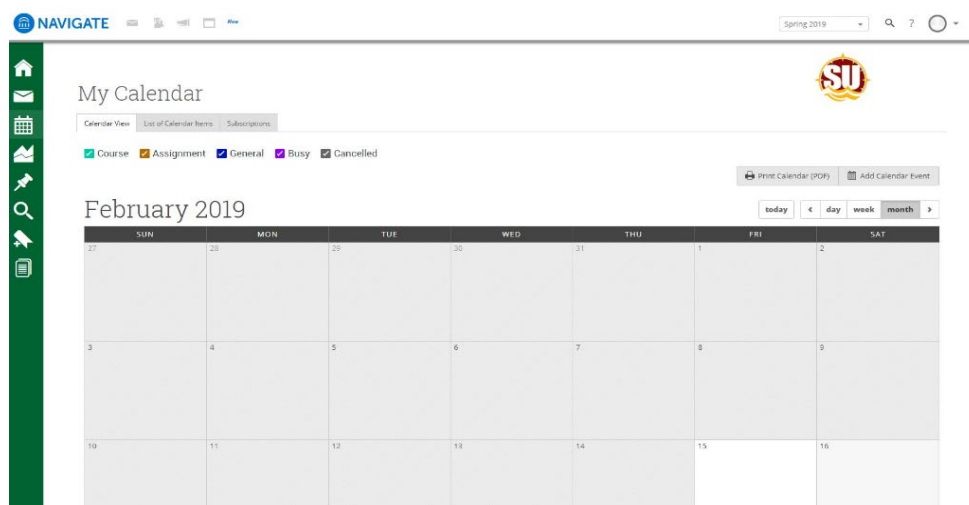 NAVIGATE New Spring 2019 ?
SU
My Calendar
Calendar View List of Calendar Items Subscriptions
Course Assignment General Busy Cancelled
Print Calendar (PDF) Add Calendar Event
February 2019 today < day week month >
SUN MON TUE WED THU FRI SAT
27 28 29 30 31 1 2
3 4 5 6 7 8 9
10 11 12 13 14 15 16